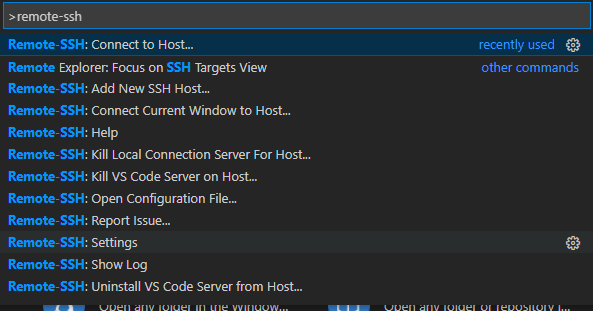 >remote-ssh
Remote-SSH: Connect to Host... recently used
Remote Explorer: Focus on SSH Targets View other commands
Remote-SSH: Add New SSH Host...
Remote-SSH: Connect Current Window to Host...
Remote-SSH: Help
Remote-SSH: Kill Local Connection Server For Host...
Remote-SSH: Kill VS Code Server on Host...
Remote-SSH: Open Configuration File...
Remote-SSH: Report Issue...
Remote-SSH: Settings
Remote-SSH: Show Log
Remote-SSH: Uninstall VS Code Server from Host...
Open any folder in the Window... Open any folder or repository i...